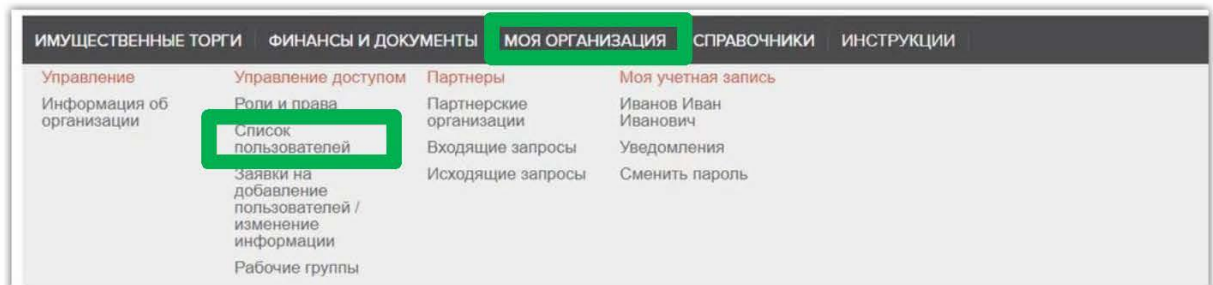 ИМУЩЕСТВЕННЫЕ ТОРГИ ФИНАНСЫ И ДОКУМЕНТЫ МОЯ ОРГАНИЗАЦИЯ СПРАВОЧНИКИ ИНСТРУКЦИИ
Управление
Информация об
организации
Управление доступом
Роли и права
Список
пользователей
Заявки на
добавление
пользователей /
изменение
информации
Рабочие группы
Партнеры
Партнерские
организации
Входящие запросы
Исходящие запросы
Моя учетная запись
Иванов Иван
Иванович
Уведомления
Сменить пароль